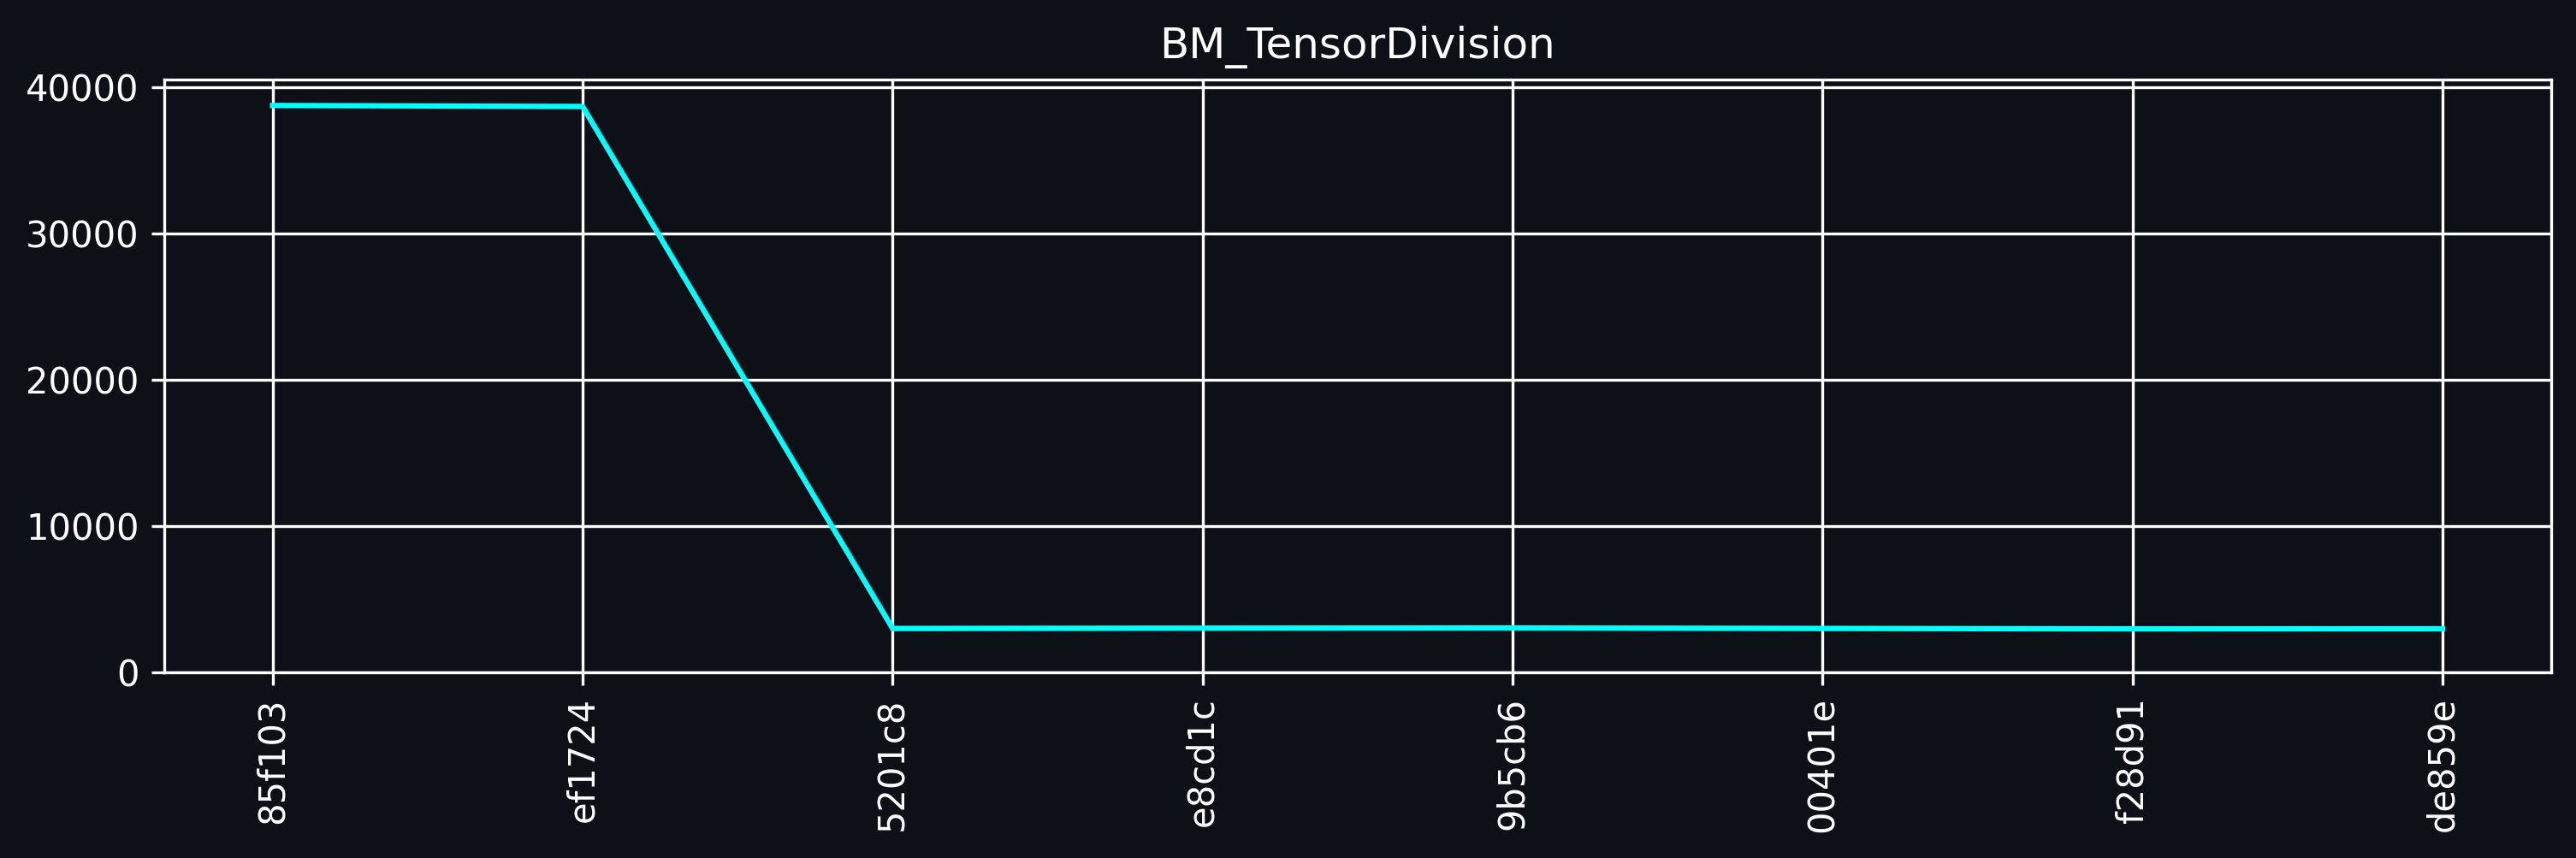 BM_TensorDivision
40000
30000
20000
10000
0
85f103
ef1724
5201c8
e8cd1c
9b5cb6
00401e
f28d91
de859e